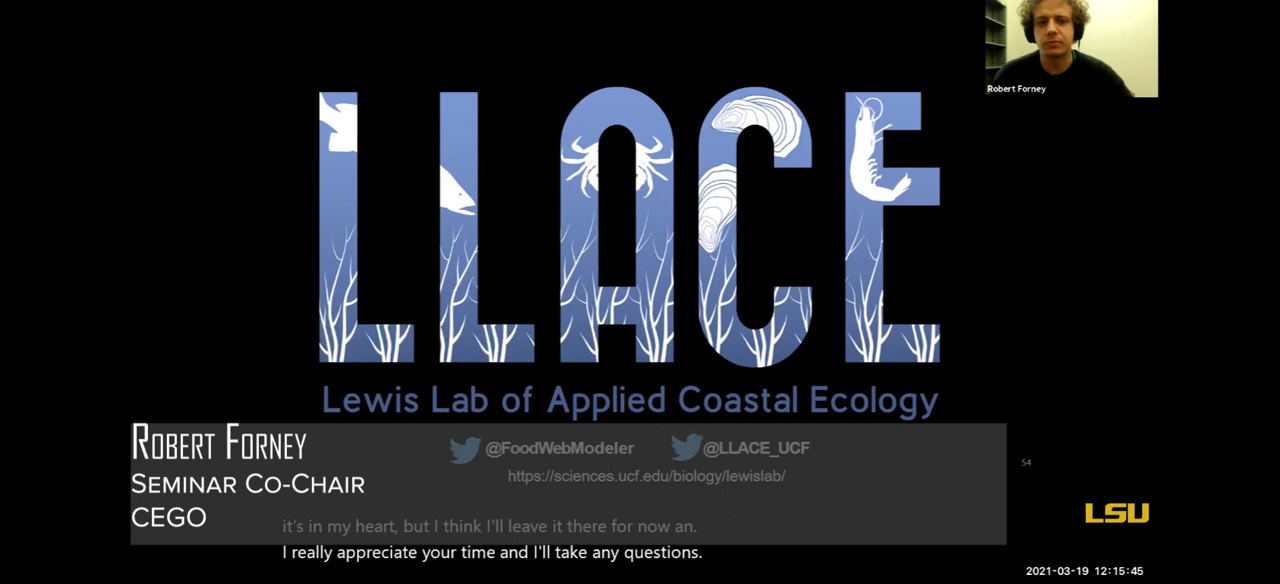 Robert Forney
LLACE
Lewis Lab of Applied Coastal Ecology
ROBERT FORNEY
@FoodWebModeler @LLACE_UCF
https://sciences.ucf.edu/biology/lewislab/
54
SEMINAR CO-CHAIR
CEGO
LSU
it's in my heart, but I think I'll leave it there for now an.
I really appreciate your time and I'll take any questions.
2021-03-19 12:15:45